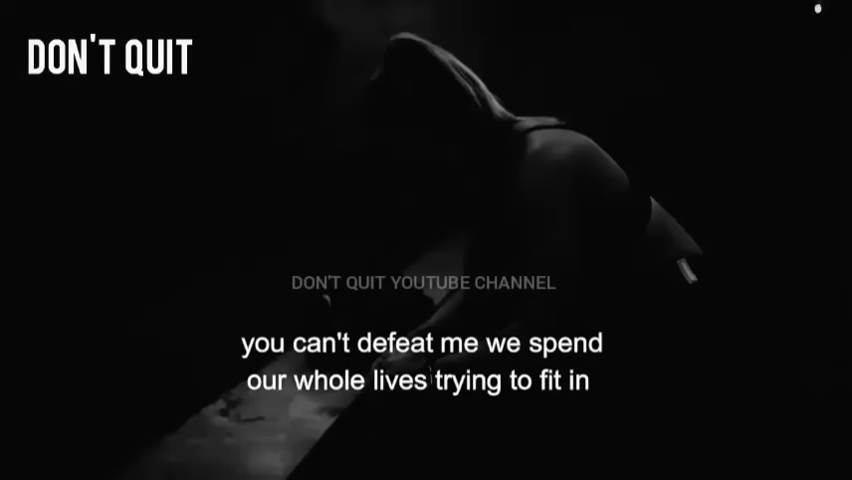 DON'T QUIT
DON'T QUIT YOUTUBE CHANNEL
you can't defeat me we spend
our whole lives trying to fit in